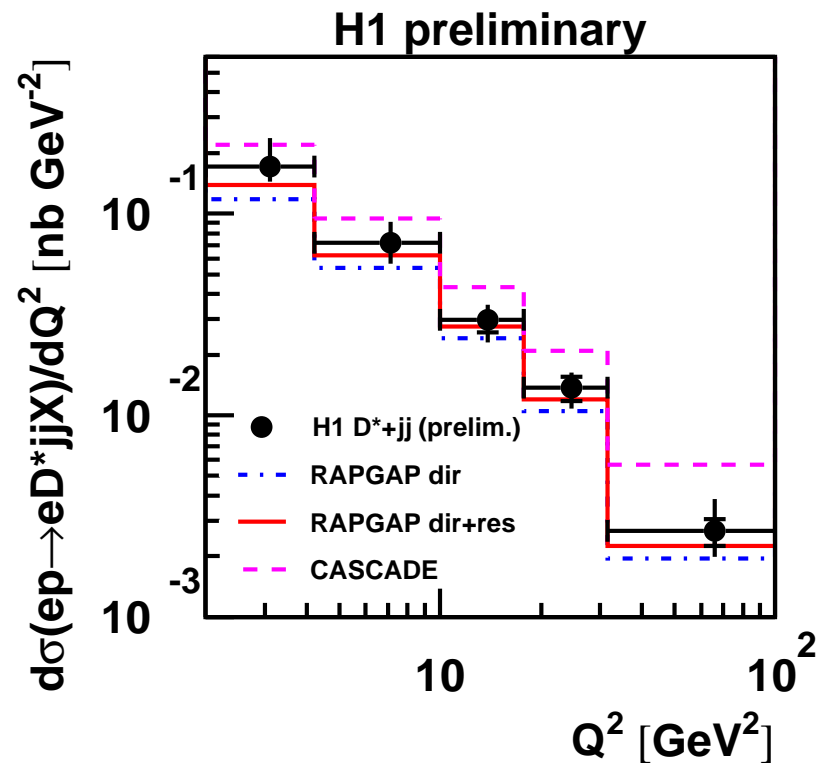 H1 preliminary
dσ(ep→eD*jjX)/dQ² [nb GeV⁻²]
10⁻¹
10⁻²
10⁻³
H1 D*+jj (prelim.)
RAPGAP dir
RAPGAP dir+res
CASCADE
10
10²
Q² [GeV²]